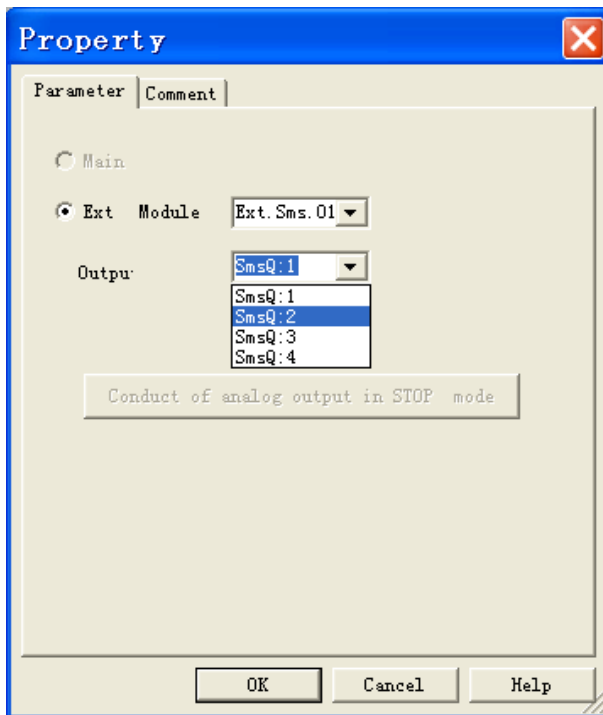 Property
Parameter Comment
Main
Ext Module Ext.Sms.01
Outpu SmsQ:1
SmsQ:1
SmsQ:2
SmsQ:3
SmsQ:4
Conduct of analog output in STOP mode
OK Cancel Help